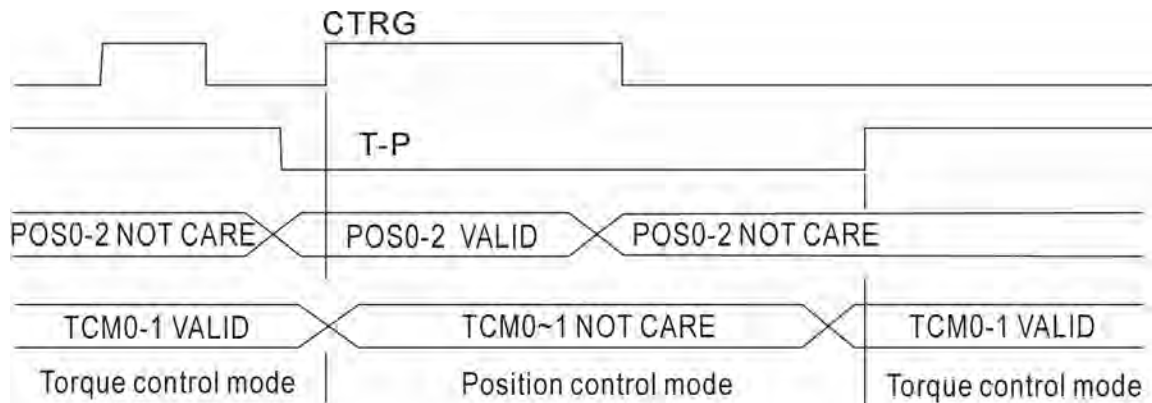 CTRG
T-P
POS0-2 NOT CARE POS0-2 VALID POS0-2 NOT CARE
TCM0-1 VALID TCM0~1 NOT CARE TCM0-1 VALID
Torque control mode Position control mode Torque control mode